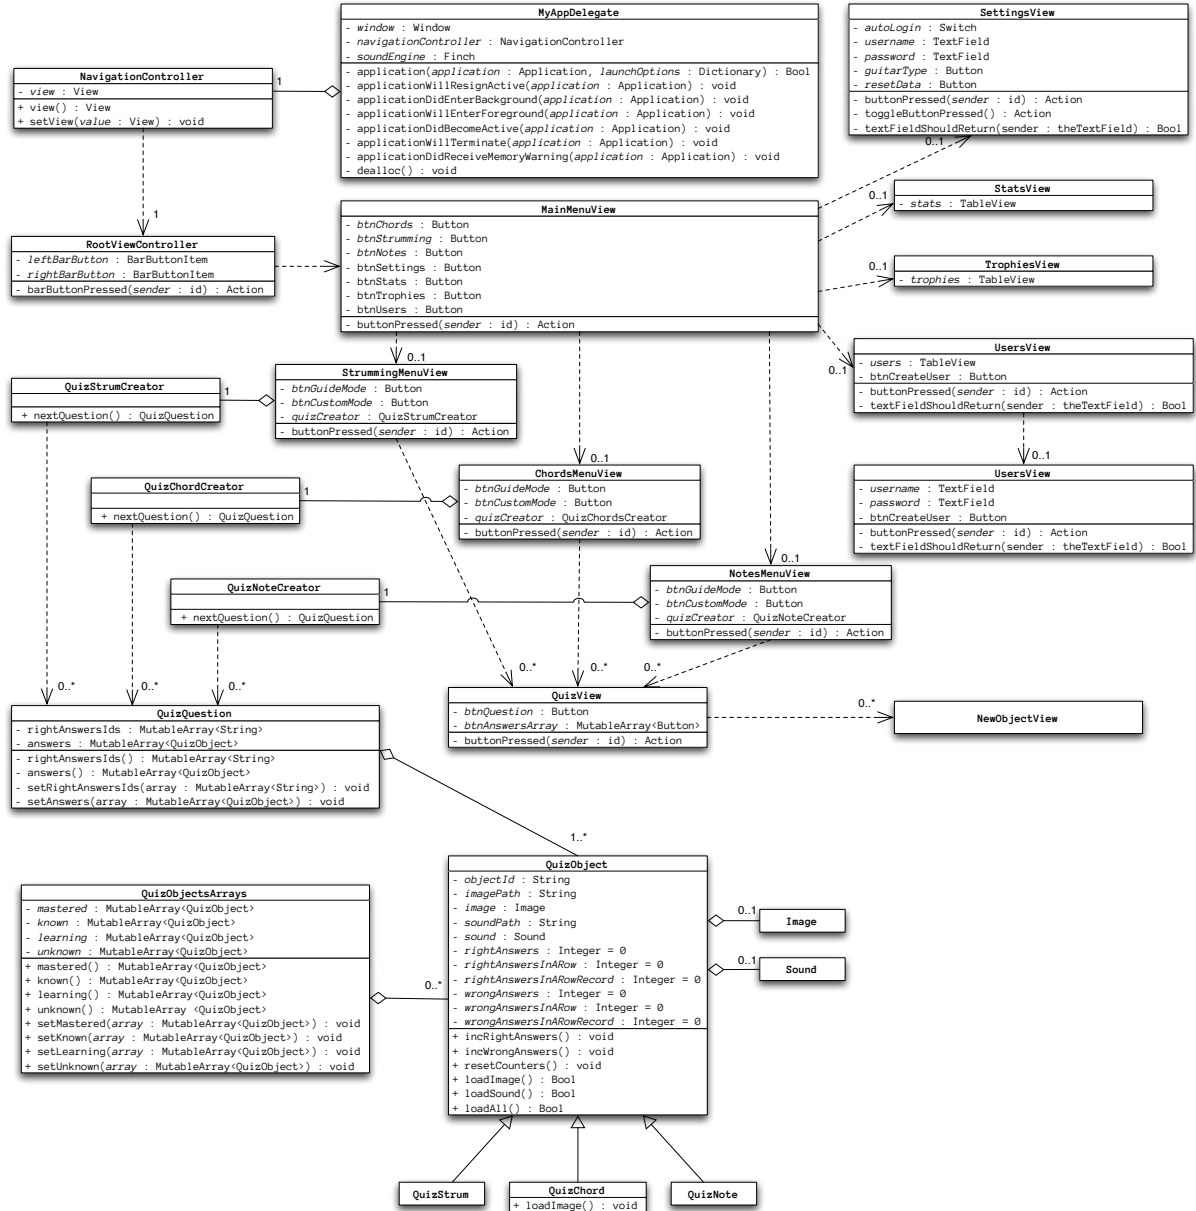 MyAppDelegate
- window : Window
- navigationController : NavigationController
- soundEngine : Finch
- application(application : Application, launchOptions : Dictionary) : Bool
- applicationWillResignActive(application : Application) : void
- applicationDidEnterBackground(application : Application) : void
- applicationWillEnterForeground(application : Application) : void
- applicationDidBecomeActive(application : Application) : void
- applicationWillTerminate(application : Application) : void
- applicationDidReceiveMemoryWarning(application : Application) : void
- dealloc() : void
SettingsView
- autoLogin : Switch
- username : TextField
- password : TextField
- guitarType : Button
- resetData : Button
- buttonPressed(sender : id) : Action
- toggleButtonPressed() : Action
- textFieldShouldReturn(sender : theTextField) : Bool
0..1
NavigationController
- view : View
+ view() : View
+ setView(value : View) : void
1
1
StatsView
- stats : TableView
0..1
MainMenuView
- btnChords : Button
- btnStrumming : Button
- btnNotes : Button
- btnSettings : Button
- btnStats : Button
- btnTrophies : Button
- btnUsers : Button
- buttonPressed(sender : id) : Action
RootViewController
- leftBarButton : BarButtonItem
- rightBarButton : BarButtonItem
- barButtonPressed(sender : id) : Action
TrophiesView
- trophies : TableView
0..1
UsersView
- users : TableView
- btnCreateUser : Button
- buttonPressed(sender : id) : Action
- textFieldShouldReturn(sender : theTextField) : Bool
0..1
0..1
0..1
StrummingMenuView
- btnGuideMode : Button
- btnCustomMode : Button
- quizCreator : QuizStrumCreator
- buttonPressed(sender : id) : Action
QuizStrumCreator
+ nextQuestion() : QuizQuestion
1
0..1
ChordsMenuView
- btnGuideMode : Button
- btnCustomMode : Button
- quizCreator : QuizChordsCreator
- buttonPressed(sender : id) : Action
UsersView
- username : TextField
- password : TextField
- btnCreateUser : Button
- buttonPressed(sender : id) : Action
- textFieldShouldReturn(sender : theTextField) : Bool
QuizChordCreator
+ nextQuestion() : QuizQuestion
1
0..1
NotesMenuView
- btnGuideMode : Button
- btnCustomMode : Button
- quizCreator : QuizNoteCreator
- buttonPressed(sender : id) : Action
QuizNoteCreator
+ nextQuestion() : QuizQuestion
1
0..*
0..*
0..*
0..*
0..*
0..*
QuizView
- btnQuestion : Button
- btnAnswersArray : MutableArray<Button>
- buttonPressed(sender : id) : Action
0..*
NewObjectView
QuizQuestion
- rightAnswersIds : MutableArray<String>
- answers : MutableArray<QuizObject>
- rightAnswersIds() : MutableArray<String>
- answers() : MutableArray<QuizObject>
- setRightAnswersIds(array : MutableArray<String>) : void
- setAnswers(array : MutableArray<QuizObject>) : void
1..*
QuizObject
- objectId : String
- imagePath : String
- image : Image
- soundPath : String
- sound : Sound
- rightAnswers : Integer = 0
- rightAnswersInARow : Integer = 0
- rightAnswersInARowRecord : Integer = 0
- wrongAnswers : Integer = 0
- wrongAnswersInARow : Integer = 0
- wrongAnswersInARowRecord : Integer = 0
+ incRightAnswers() : void
+ incWrongAnswers() : void
+ resetCounters() : void
+ loadImage() : Bool
+ loadSound() : Bool
+ loadAll() : Bool
QuizObjectsArrays
- mastered : MutableArray<QuizObject>
- known : MutableArray<QuizObject>
- learning : MutableArray<QuizObject>
- unknown : MutableArray<QuizObject>
+ mastered() : MutableArray<QuizObject>
+ known() : MutableArray<QuizObject>
+ learning() : MutableArray<QuizObject>
+ unknown() : MutableArray <QuizObject>
+ setMastered(array : MutableArray<QuizObject>) : void
+ setKnown(array : MutableArray<QuizObject>) : void
+ setLearning(array : MutableArray<QuizObject>) : void
+ setUnknown(array : MutableArray<QuizObject>) : void
0..*
0..1
Image
0..1
Sound
QuizStrum
QuizChord
+ loadImage() : void
QuizNote